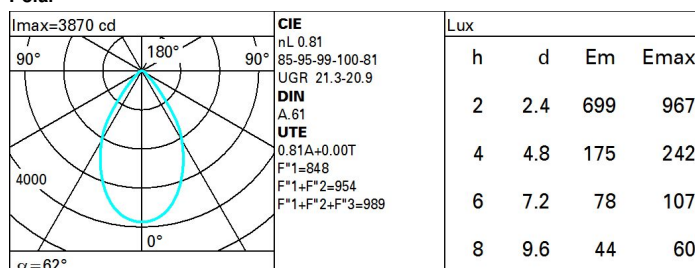 Imax=3870 cd
90°
180°
90°
4000
0°
α=62°
CIE
nL 0.81
85-95-99-100-81
UGR 21.3-20.9
DIN
A.61
UTE
0.81A+0.00T
F"1=848
F"1+F"2=954
F"1+F"2+F"3=989
Lux
h d Em Emax
2 2.4 699 967
4 4.8 175 242
6 7.2 78 107
8 9.6 44 60